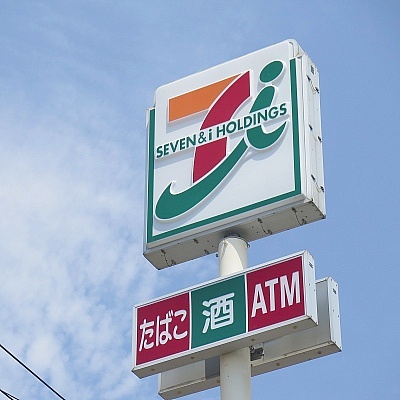 SEVEN & i HOLDINGS
たばこ 酒 ATM